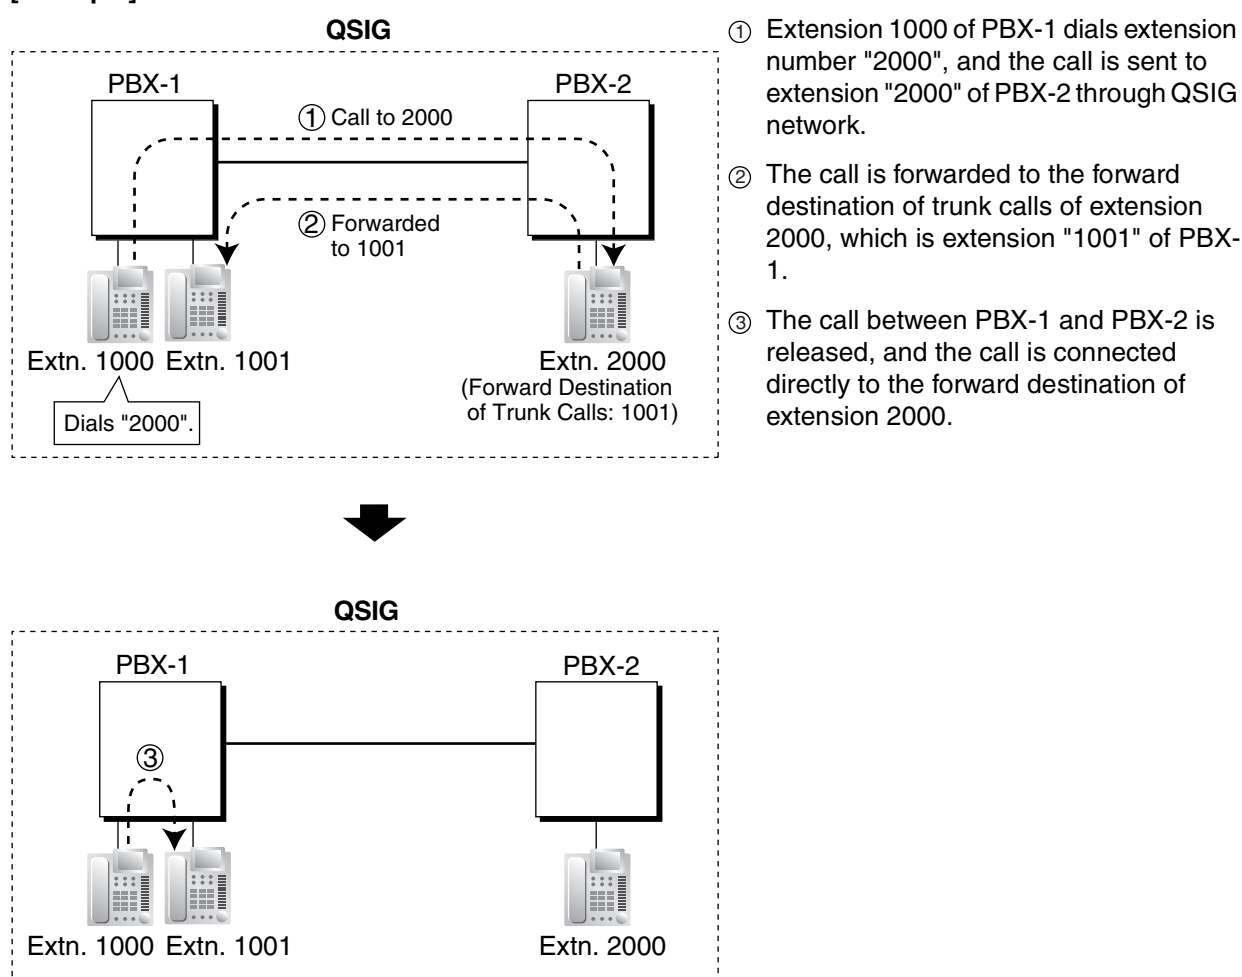 QSIG
PBX-1
PBX-2
① Call to 2000
② Forwarded
to 1001
Extn. 1000 Extn. 1001
Extn. 2000
(Forward Destination
of Trunk Calls: 1001)
Dials "2000".
① Extension 1000 of PBX-1 dials extension
number "2000", and the call is sent to
extension "2000" of PBX-2 through QSIG
network.
② The call is forwarded to the forward
destination of trunk calls of extension
2000, which is extension "1001" of PBX-
1.
③ The call between PBX-1 and PBX-2 is
released, and the call is connected
directly to the forward destination of
extension 2000.
QSIG
PBX-1
PBX-2
③
Extn. 1000 Extn. 1001
Extn. 2000